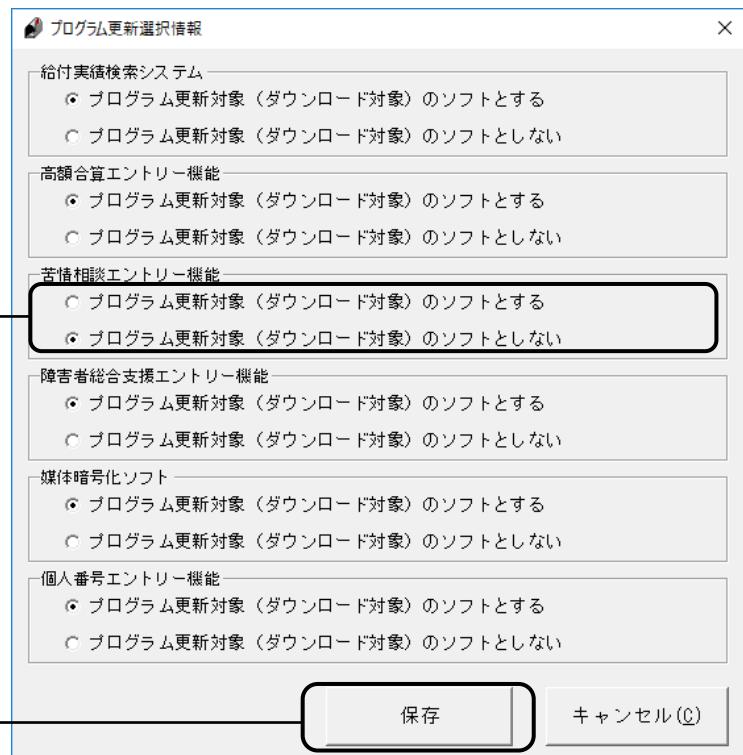 プログラム更新選択情報
給付実績検索システム
プログラム更新対象（ダウンロード対象）のソフトとする
プログラム更新対象（ダウンロード対象）のソフトとしない
高額合算エントリー機能
プログラム更新対象（ダウンロード対象）のソフトとする
プログラム更新対象（ダウンロード対象）のソフトとしない
苦情相談エントリー機能
プログラム更新対象（ダウンロード対象）のソフトとする
プログラム更新対象（ダウンロード対象）のソフトとしない
障害者総合支援エントリー機能
プログラム更新対象（ダウンロード対象）のソフトとする
プログラム更新対象（ダウンロード対象）のソフトとしない
媒体暗号化ソフト
プログラム更新対象（ダウンロード対象）のソフトとする
プログラム更新対象（ダウンロード対象）のソフトとしない
個人番号エントリー機能
プログラム更新対象（ダウンロード対象）のソフトとする
プログラム更新対象（ダウンロード対象）のソフトとしない
保存 キャンセル(C)